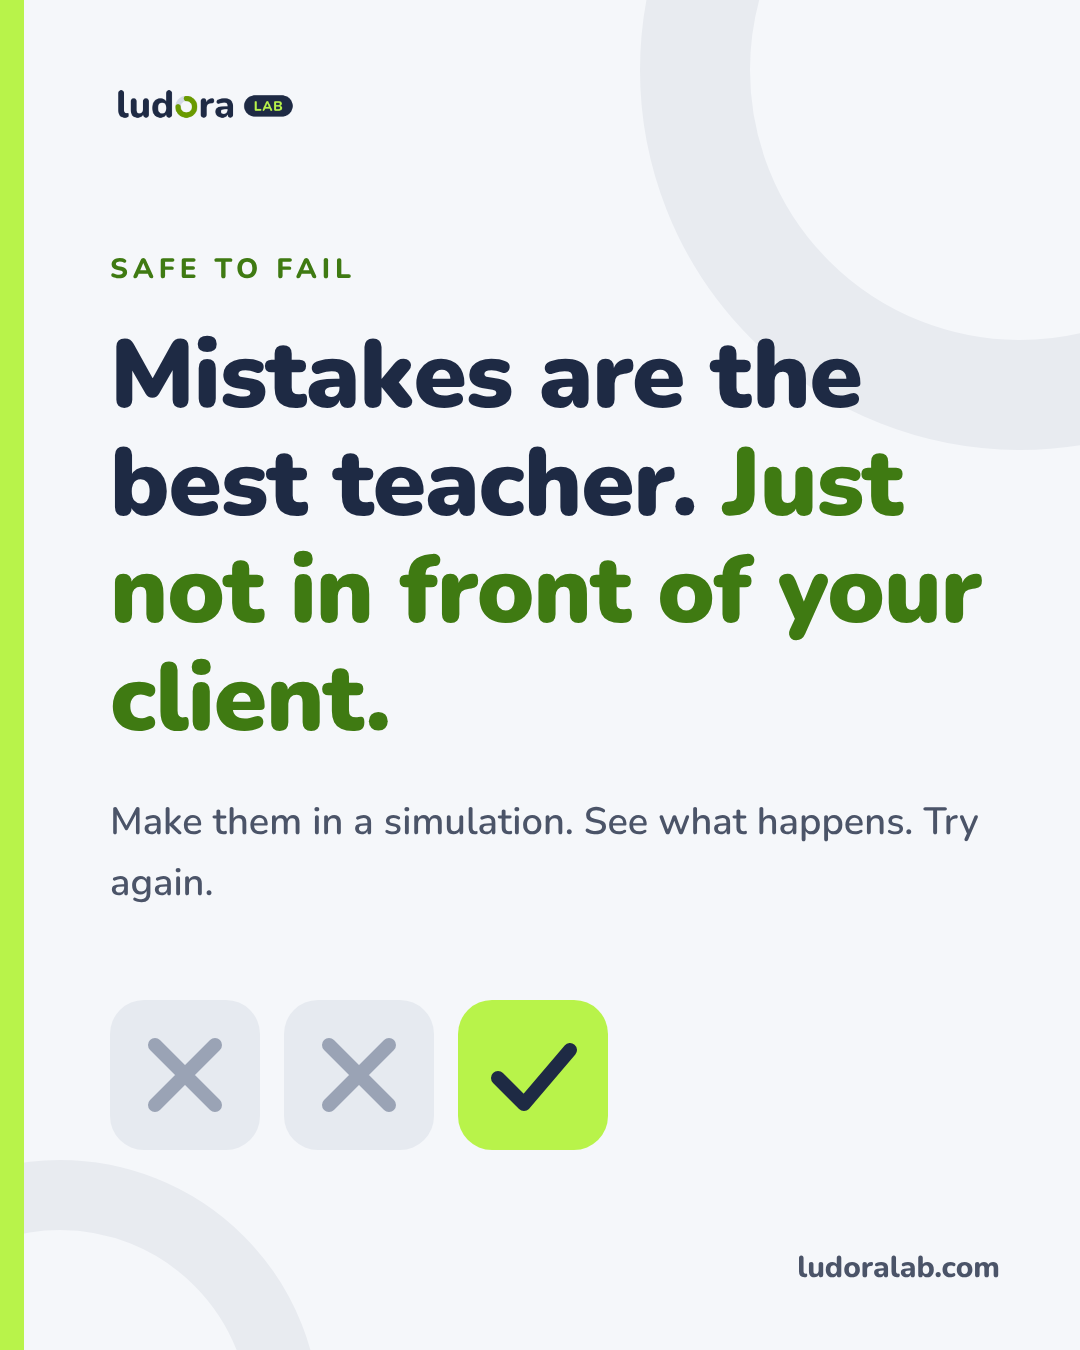 ludora LAB
SAFE TO FAIL
Mistakes are the
best teacher. Just
not in front of your
client.
Make them in a simulation. See what happens. Try
again.
ludoralab.com